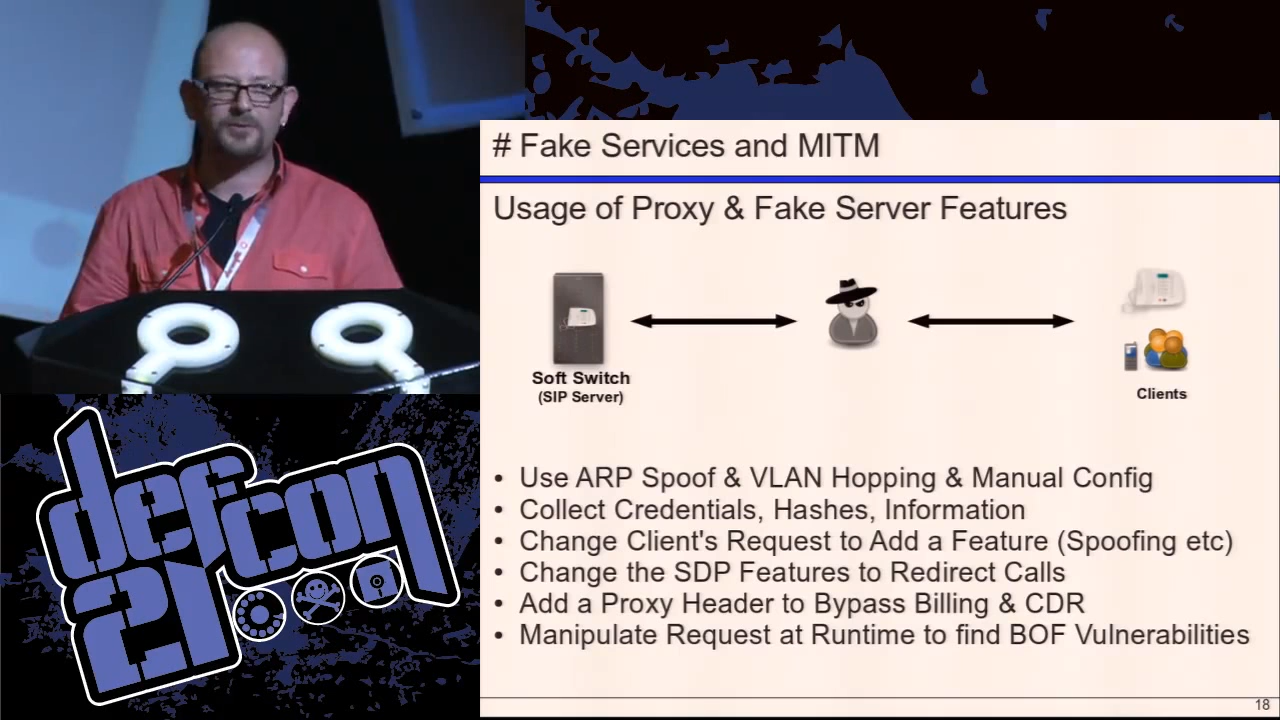 # Fake Services and MITM
Usage of Proxy & Fake Server Features
Soft Switch
(SIP Server)
Clients
• Use ARP Spoof & VLAN Hopping & Manual Config
• Collect Credentials, Hashes, Information
• Change Client's Request to Add a Feature (Spoofing etc)
• Change the SDP Features to Redirect Calls
• Add a Proxy Header to Bypass Billing & CDR
• Manipulate Request at Runtime to find BOF Vulnerabilities
18
defcon
21